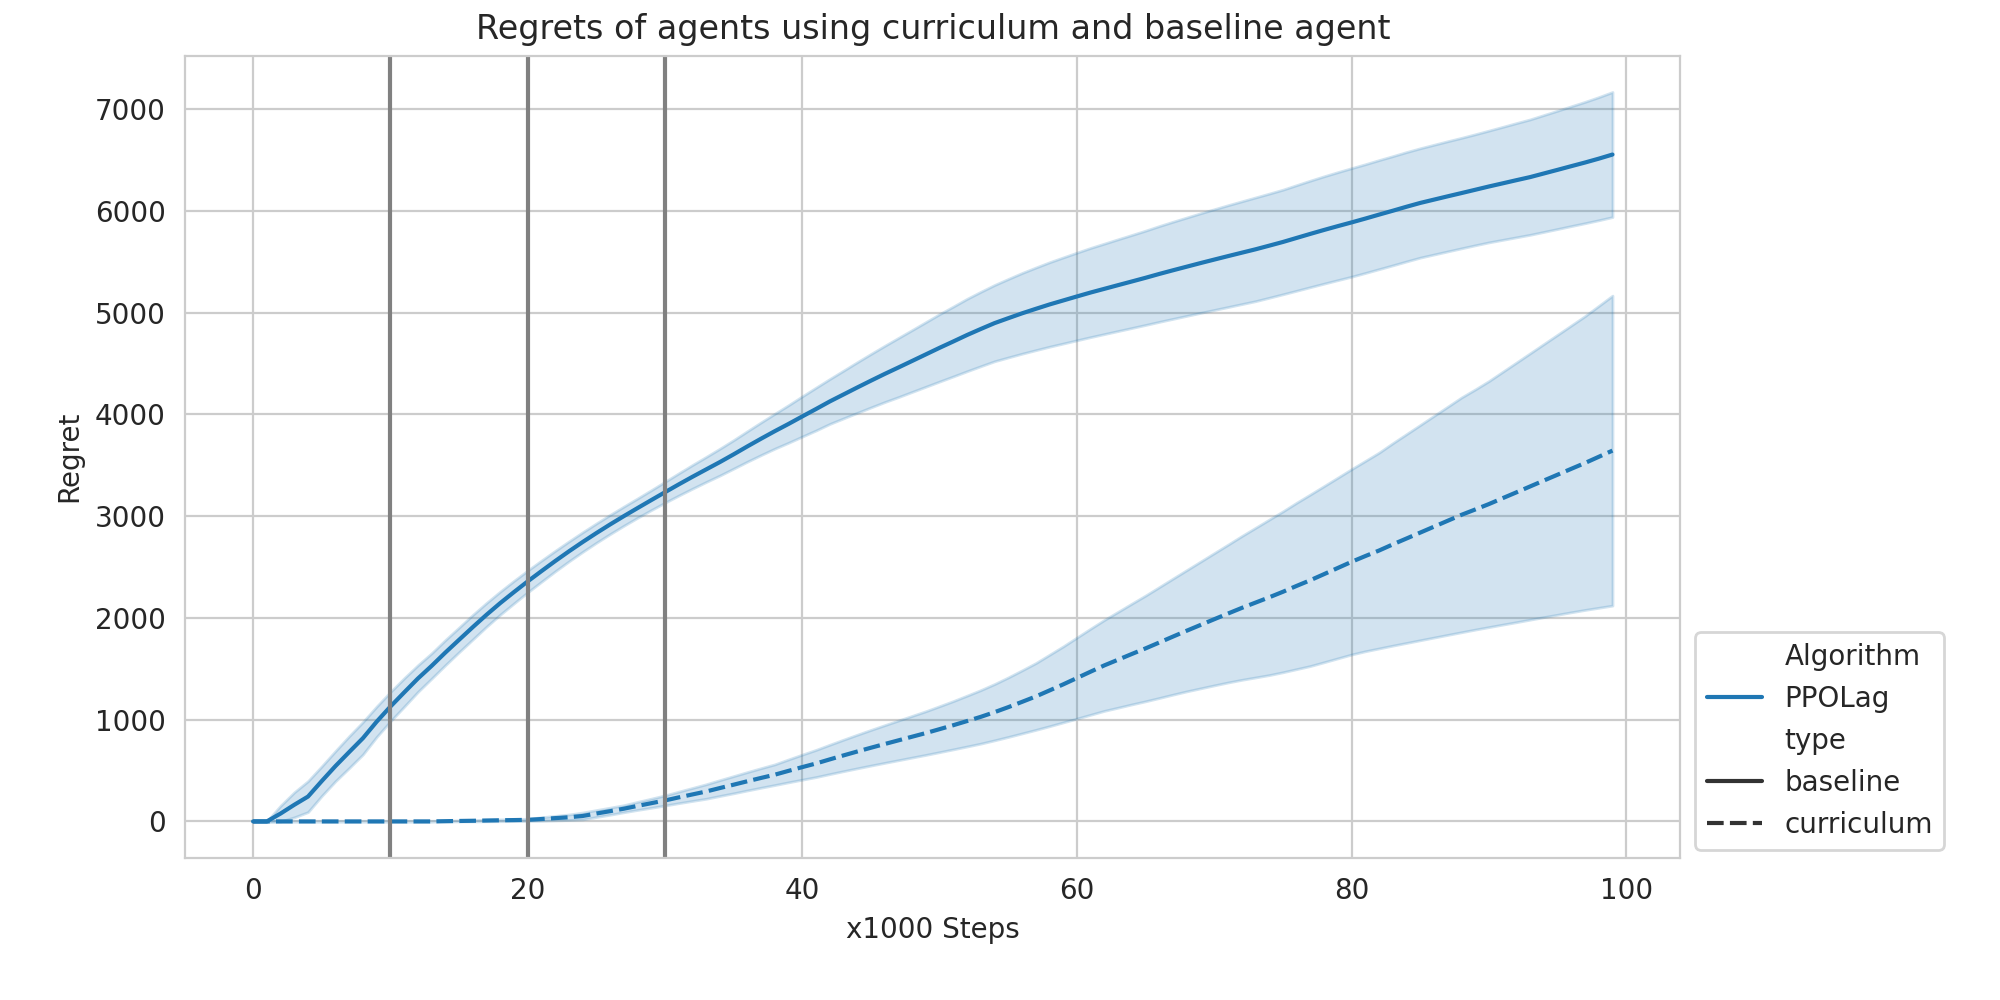 Regrets of agents using curriculum and baseline agent
7000
6000
5000
4000
3000
2000
1000
0
Regret
0 20 40 60 80 100
x1000 Steps
Algorithm
PPOLag
type
baseline
curriculum